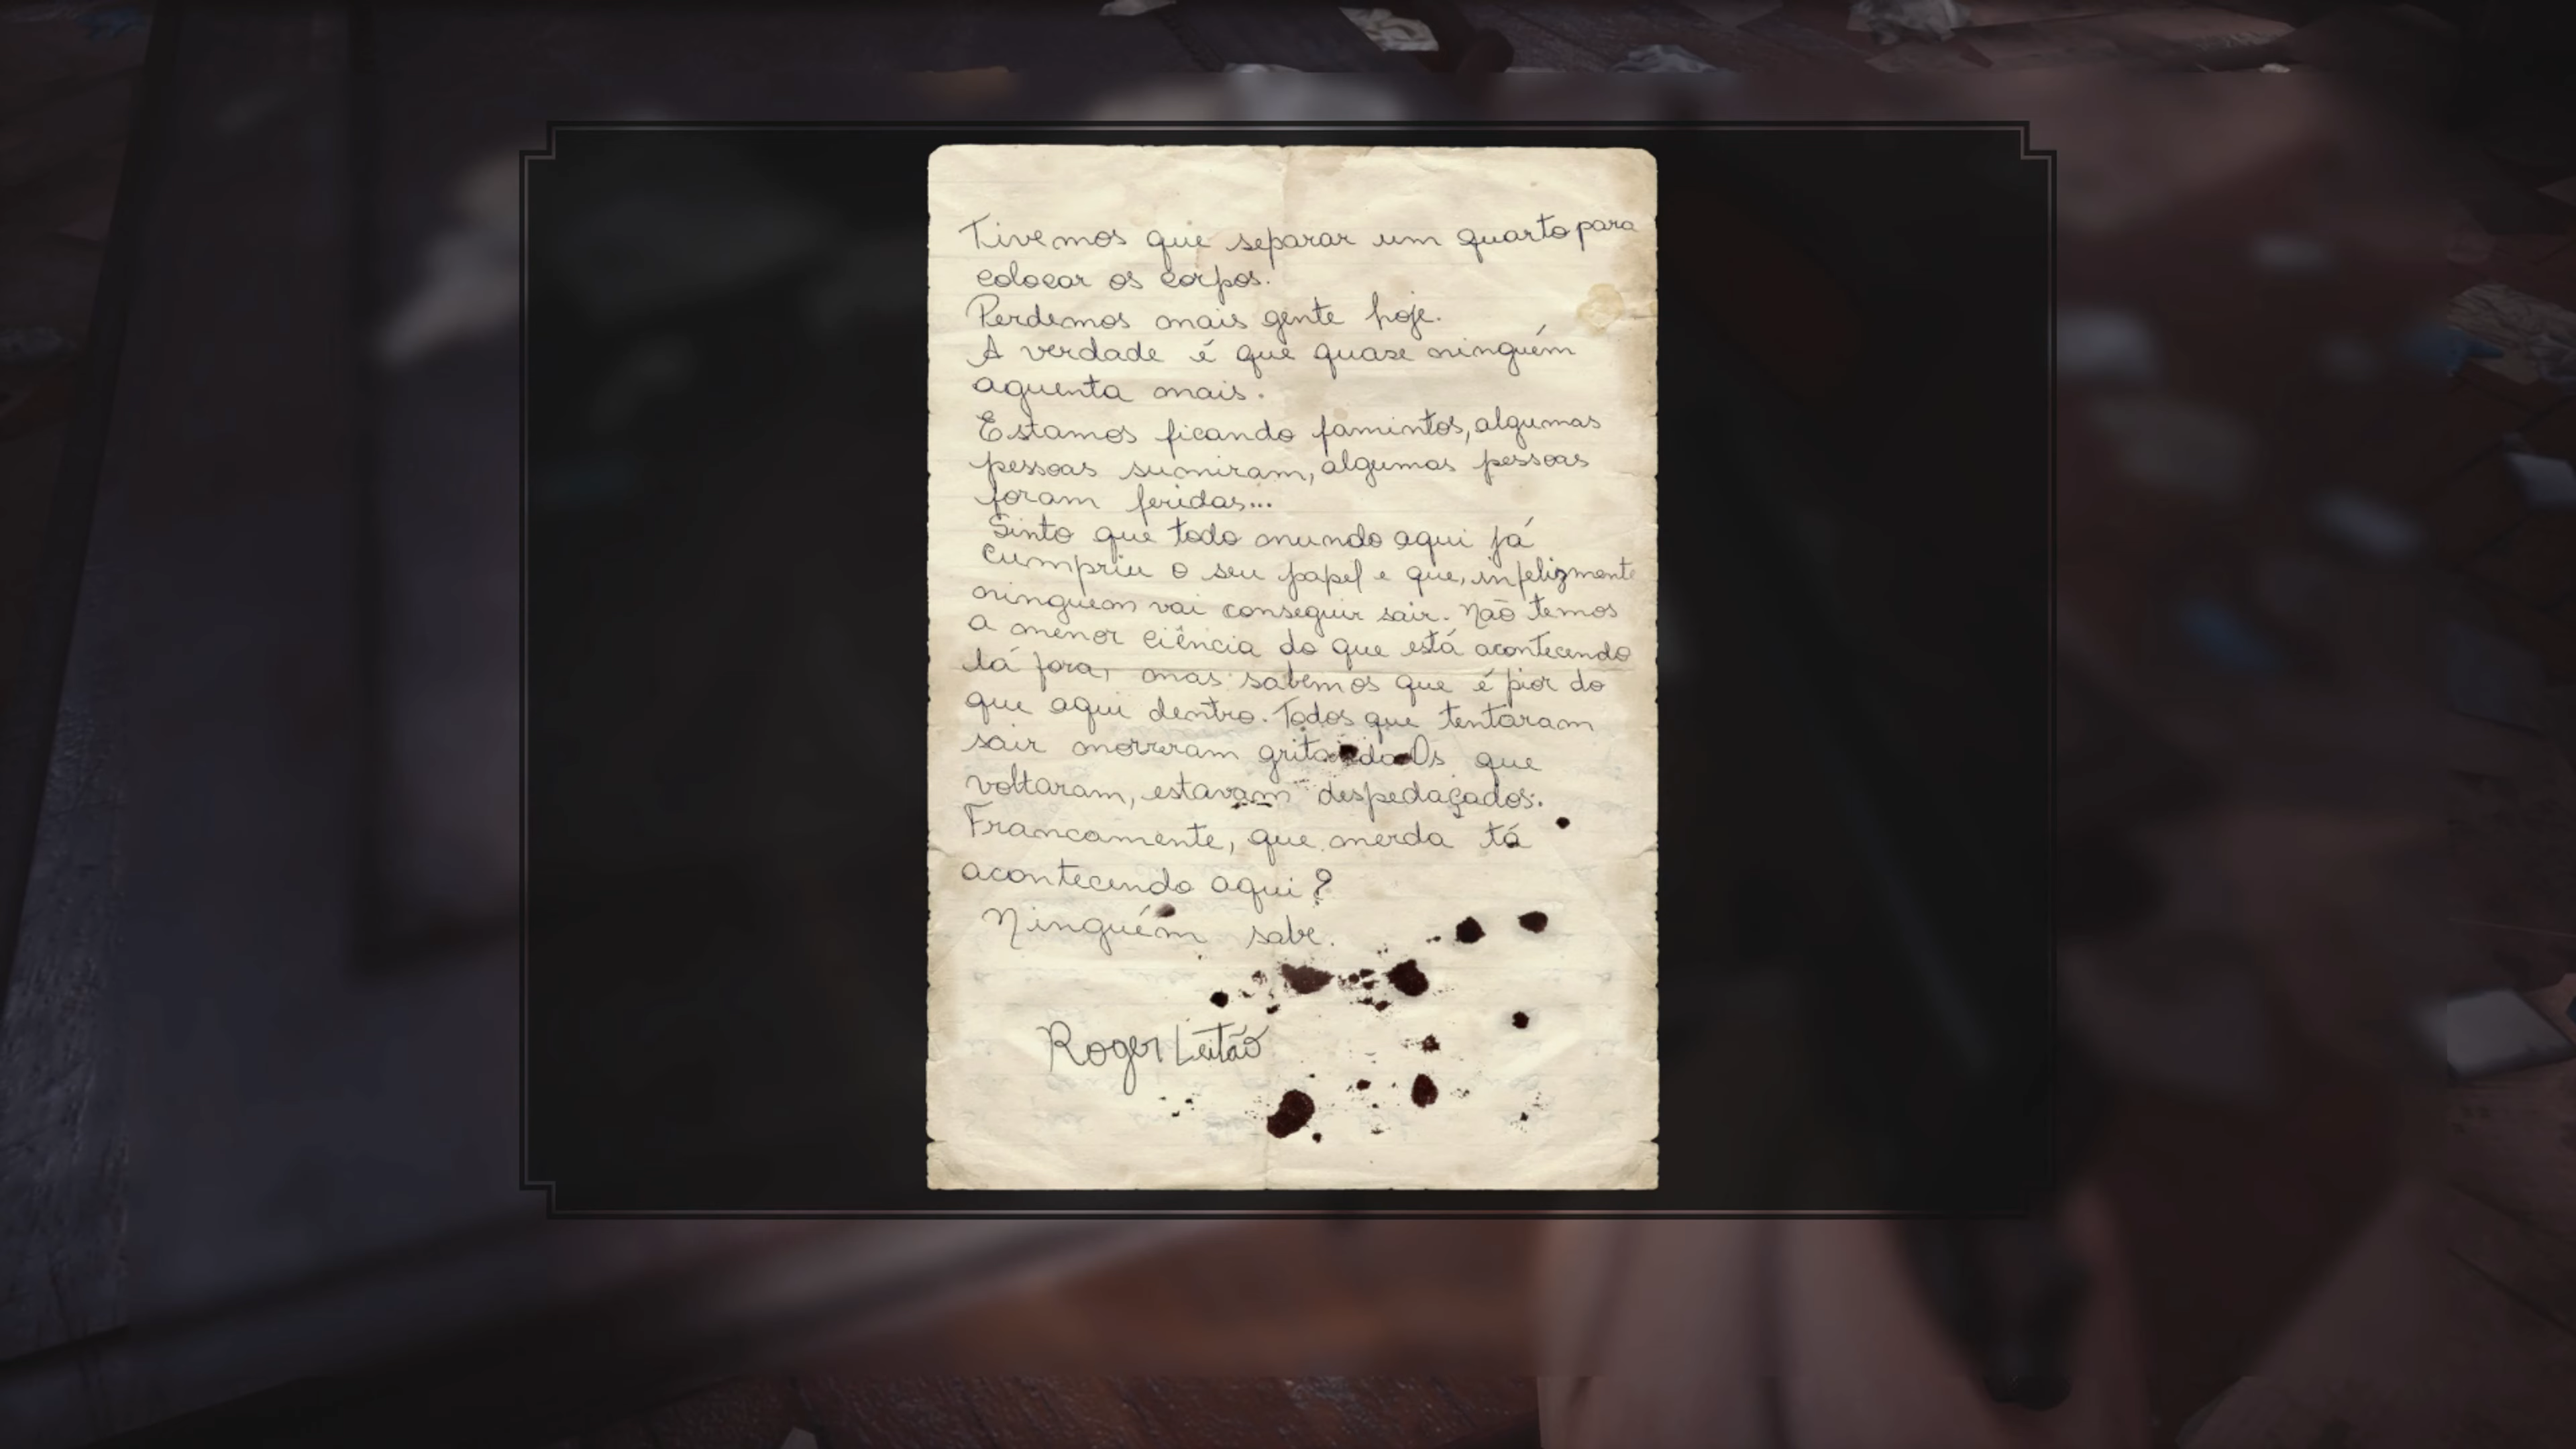 Tivemos que separar um quarto para
colocar os corpos.
Perdemos mais gente hoje.
A verdade é que quase ninguém
aguenta mais.
Estamos ficando famintos, algumas
pessoas sumiram, algumas pessoas
foram feridas...
Sinto que todo mundo aqui já
cumpriu o seu papel e que, infelizmente
ninguem vai conseguir sair. Não temos
a menor ciência do que está acontecendo
lá fora, mas sabemos que é pior do
que aqui dentro. Todos que tentaram
sair morreram gritando Os que
voltaram, estavam despedaçados.
Francamente, que merda tá
acontecendo aqui?
Ninguém sabe.
Roger Leitão